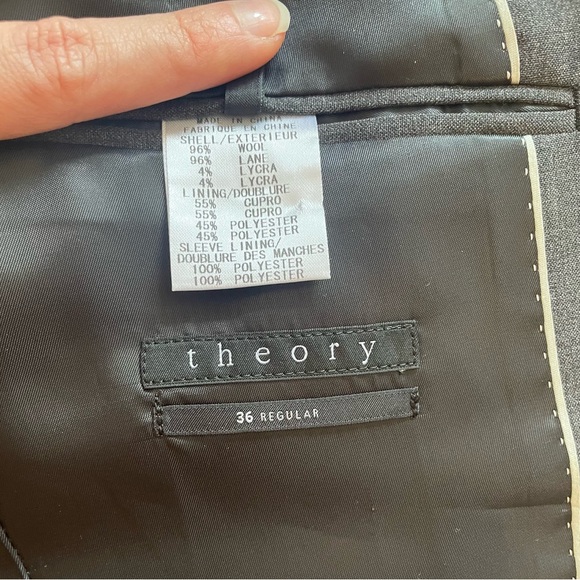 MADE IN CHINA
FABRIQUE EN CHINE
SHELL/EXTERIEUR
96% WOOL
96% LANE
4% LYCRA
4% LYCRA
LINING/DOUBLURE
55% CUPRO
55% CUPRO
45% POLYESTER
45% POLYESTER
SLEEVE LINING/
DOUBLURE DES MANCHES
100% POLYESTER
100% POLYESTER
theory
36 REGULAR